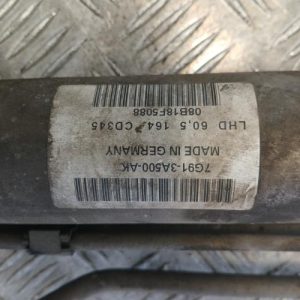 7G91-3A500-AK
MADE IN GERMANY
LHD 60,5 164 CD345
08B18F5088